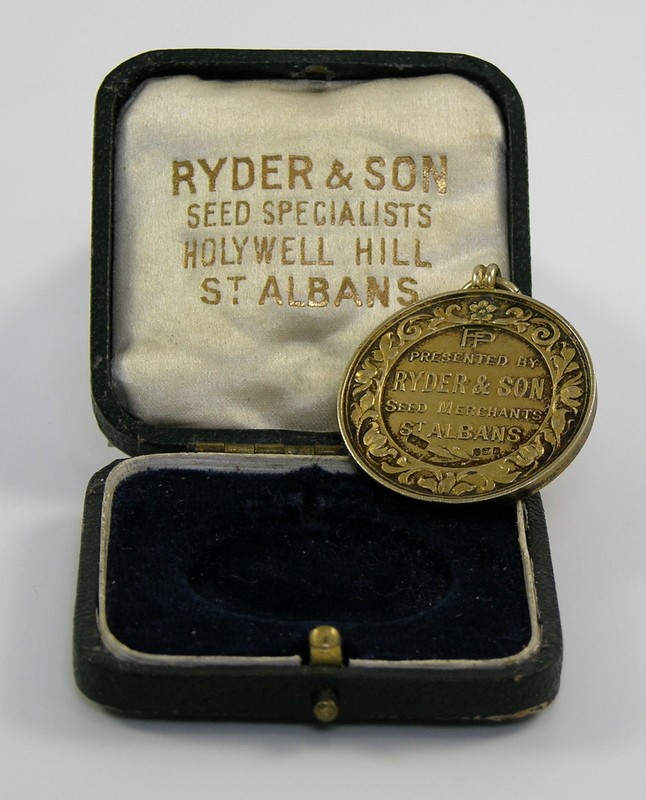 RYDER & SON
SEED SPECIALISTS
HOLYWELL HILL
ST ALBANS
PRESENTED BY
RYDER & SON
SEED MERCHANTS
ST ALBANS